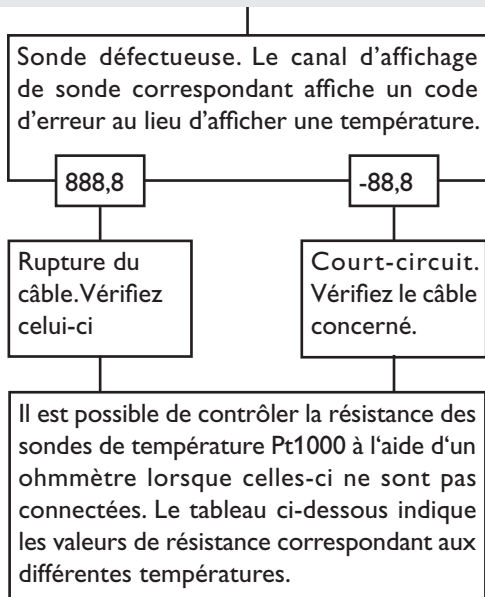 Sonde défectueuse. Le canal d’affichage
de sonde correspondant affiche un code
d’erreur au lieu d’afficher une température.
888,8
-88,8
Rupture du
câble. Vérifiez
celui-ci
Court-circuit.
Vérifiez le câble
concerné.
Il est possible de contrôler la résistance des
sondes de température Pt1000 à l‘aide d‘un
ohmmètre lorsque celles-ci ne sont pas
connectées. Le tableau ci-dessous indique
les valeurs de résistance correspondant aux
différentes températures.